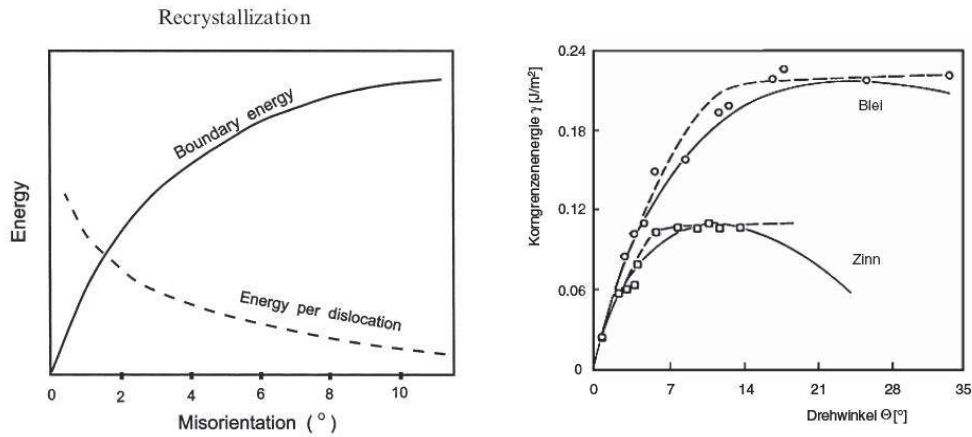 Recrystallization
Energy
Boundary energy
Energy per dislocation
0 2 4 6 8 10
Misorientation ( ° )
Korngrenzenenergie γ [J/m²]
0.24
0.18
0.12
0.06
0
Blei
Zinn
0 7 14 21 28 35
Drehwinkel Θ [°]